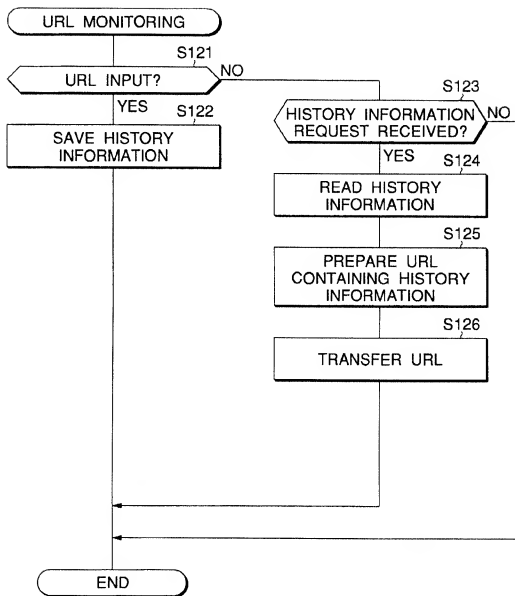 URL MONITORING
S121
URL INPUT?
NO
YES
S122
SAVE HISTORY
INFORMATION
S123
HISTORY INFORMATION
REQUEST RECEIVED?
NO
YES
S124
READ HISTORY
INFORMATION
S125
PREPARE URL
CONTAINING HISTORY
INFORMATION
S126
TRANSFER URL
END